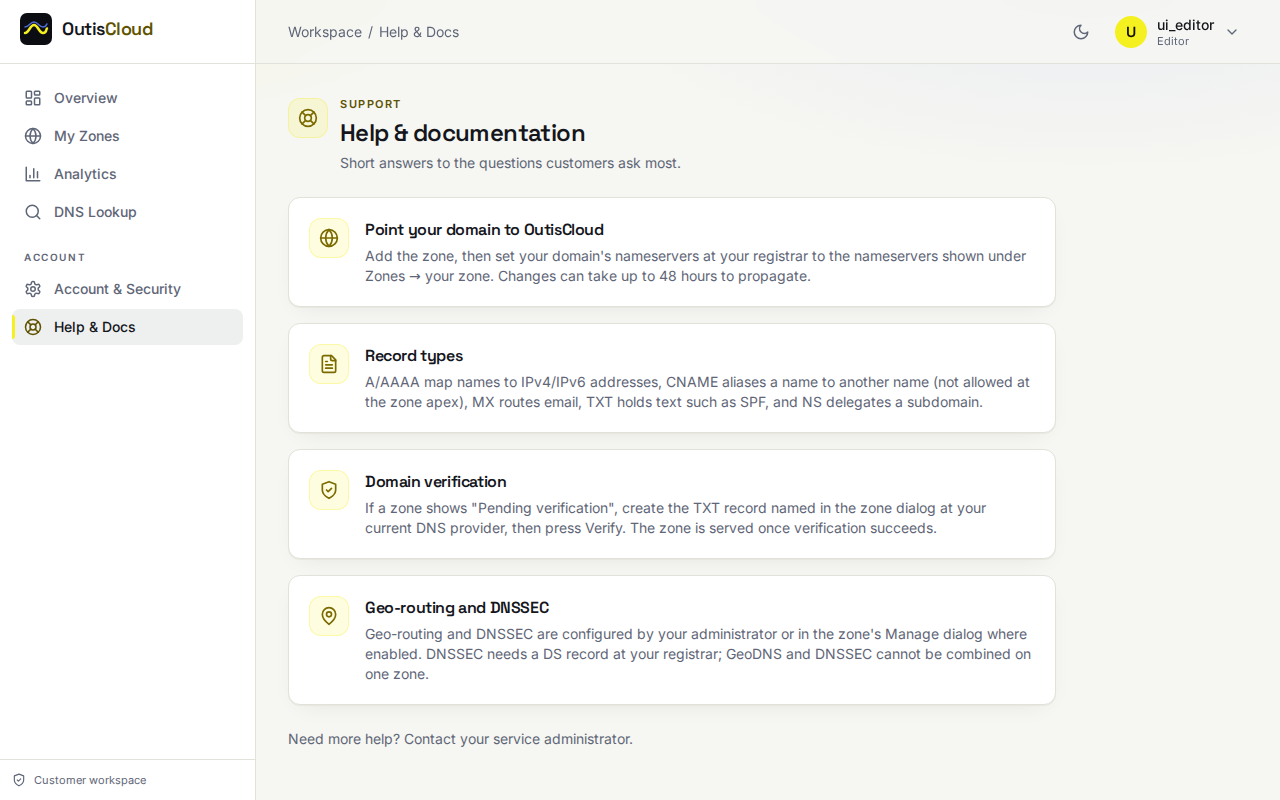 OutisCloud
Workspace / Help & Docs
U
ui_editor
Editor
Overview
My Zones
Analytics
DNS Lookup
ACCOUNT
Account & Security
Help & Docs
SUPPORT
Help & documentation
Short answers to the questions customers ask most.
Point your domain to OutisCloud
Add the zone, then set your domain's nameservers at your registrar to the nameservers shown under
Zones → your zone. Changes can take up to 48 hours to propagate.
Record types
A/AAAA map names to IPv4/IPv6 addresses, CNAME aliases a name to another name (not allowed at
the zone apex), MX routes email, TXT holds text such as SPF, and NS delegates a subdomain.
Domain verification
If a zone shows "Pending verification", create the TXT record named in the zone dialog at your
current DNS provider, then press Verify. The zone is served once verification succeeds.
Geo-routing and DNSSEC
Geo-routing and DNSSEC are configured by your administrator or in the zone's Manage dialog where
enabled. DNSSEC needs a DS record at your registrar; GeoDNS and DNSSEC cannot be combined on
one zone.
Need more help? Contact your service administrator.
Customer workspace